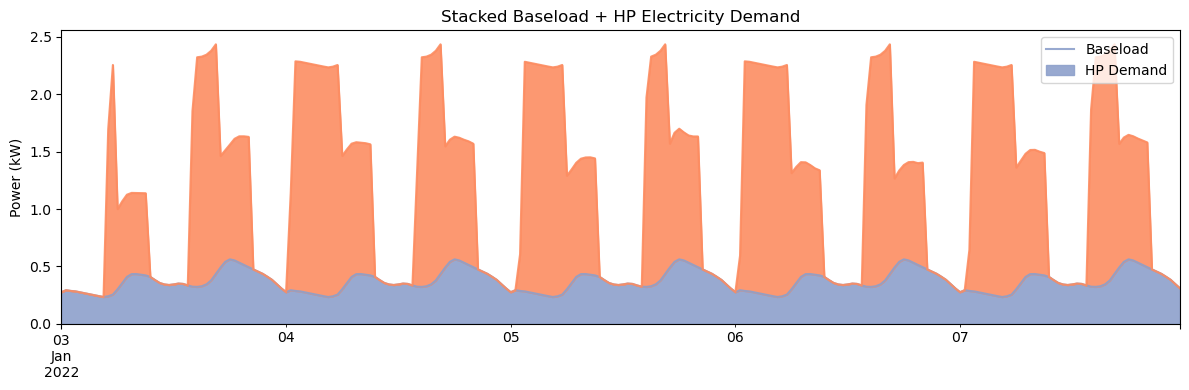 Stacked Baseload + HP Electricity Demand
2.5
2.0
1.5
1.0
0.5
0.0
Power (kW)
Baseload
HP Demand
03
Jan
2022
04
05
06
07